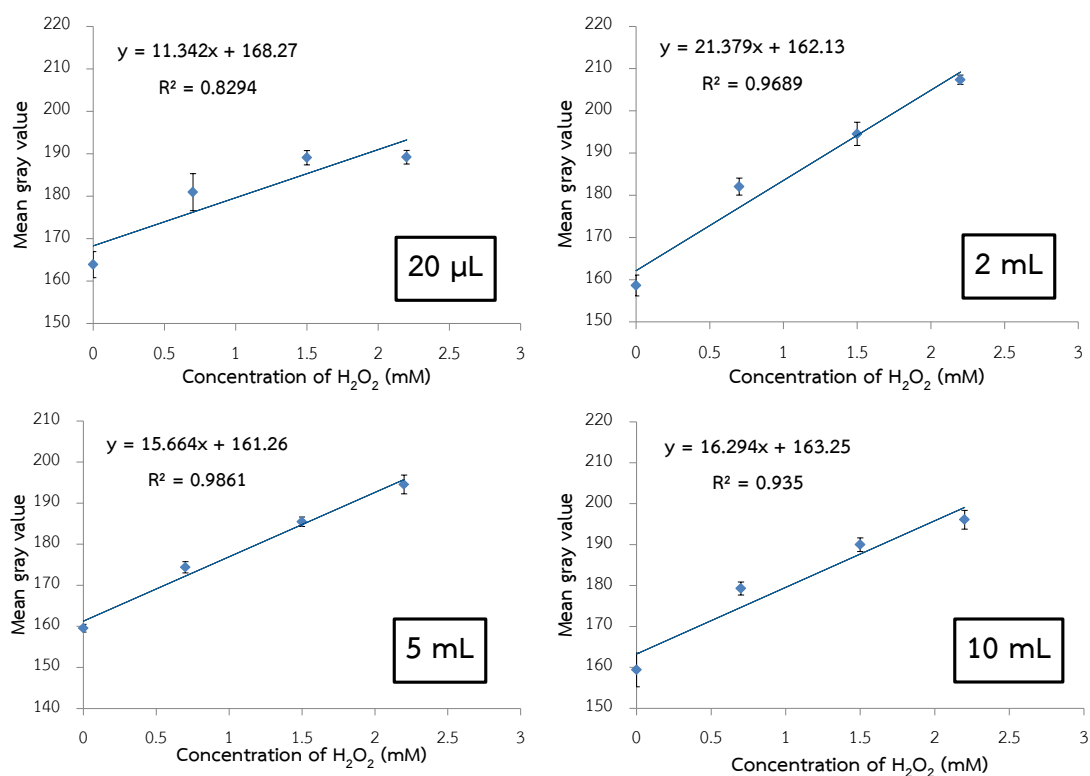 y = 11.342x + 168.27
R² = 0.8294
Mean gray value
210
200
190
180
170
160
150
0 0.5 1 1.5 2 2.5 3
Concentration of H₂O₂ (mM)
20 µL
y = 21.379x + 162.13
R² = 0.9689
Mean gray value
220
210
200
190
180
170
160
150
0 0.5 1 1.5 2 2.5 3
Concentration of H₂O₂ (mM)
2 mL
y = 15.664x + 161.26
R² = 0.9861
Mean gray value
210
200
190
180
170
160
150
140
0 0.5 1 1.5 2 2.5 3
Concentration of H₂O₂ (mM)
5 mL
y = 16.294x + 163.25
R² = 0.935
Mean gray value
220
210
200
190
180
170
160
150
0 0.5 1 1.5 2 2.5 3
Concentration of H₂O₂ (mM)
10 mL